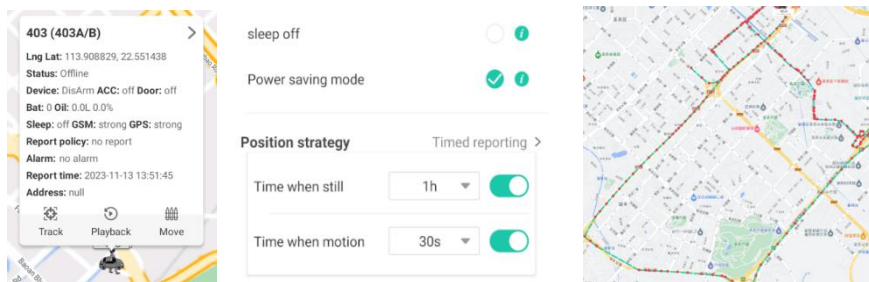 403 (403A/B)
Lng Lat: 113.908829, 22.551438
Status: Offline
Device: DisArm ACC: off Door: off
Bat: 0 Oil: 0.0L 0.0%
Sleep: off GSM: strong GPS: strong
Report policy: no report
Alarm: no alarm
Report time: 2023-11-13 13:51:45
Address: null
Track Playback Move
sleep off
Power saving mode
Position strategy Timed reporting
Time when still 1h
Time when motion 30s